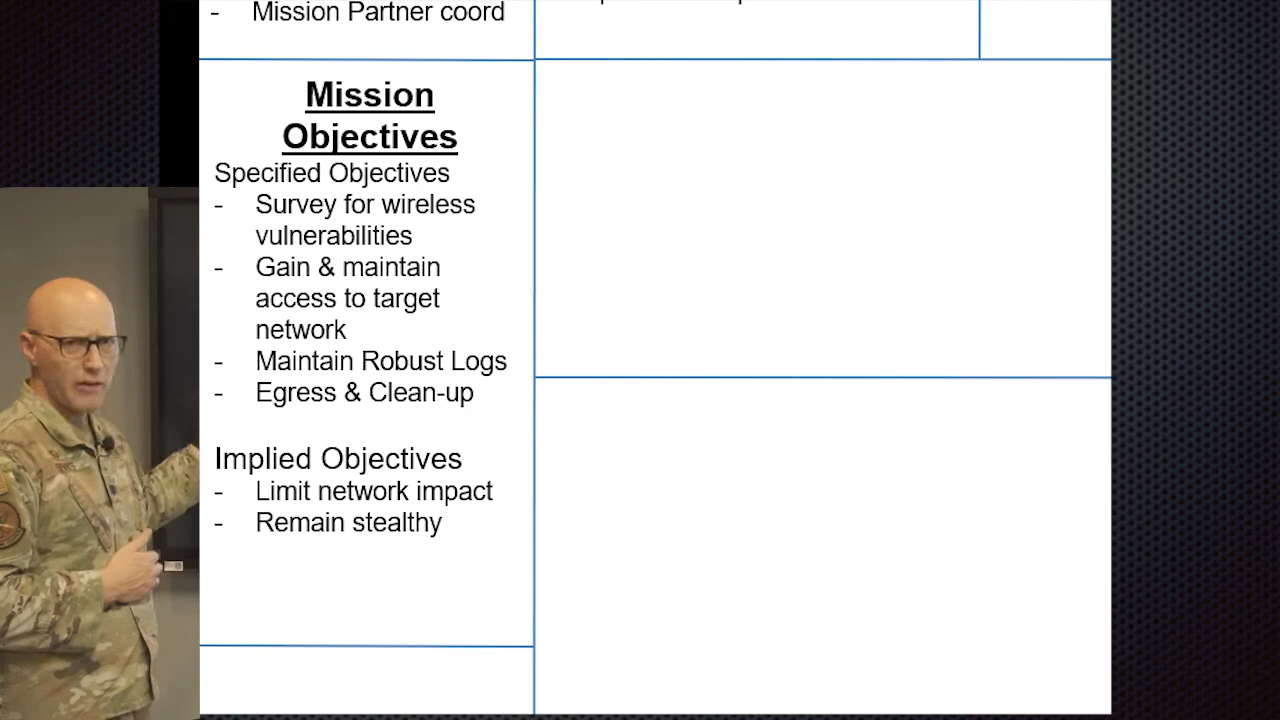 - Mission Partner coord
Mission
Objectives
Specified Objectives
- Survey for wireless
vulnerabilities
- Gain & maintain
access to target
network
- Maintain Robust Logs
- Egress & Clean-up
Implied Objectives
- Limit network impact
- Remain stealthy